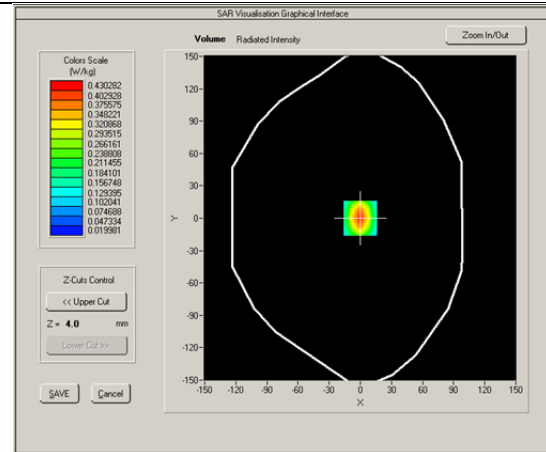 SAR Visualisation Graphical Interface
Volume Radiated Intensity
Zoom In/Out
Colors Scale
(W/kg)
0.430282
0.402928
0.375575
0.348221
0.320868
0.293515
0.266161
0.238808
0.211455
0.184101
0.156748
0.129395
0.102041
0.074688
0.047334
0.019981
Z-Cuts Control
<< Upper Cut
Z = 4.0 mm
Lower Cut >>
SAVE Cancel
150
120
90
60
30
0
-30
-60
-90
-120
-150
Y
-150 -120 -90 -60 -30 0 30 60 90 120 150
X